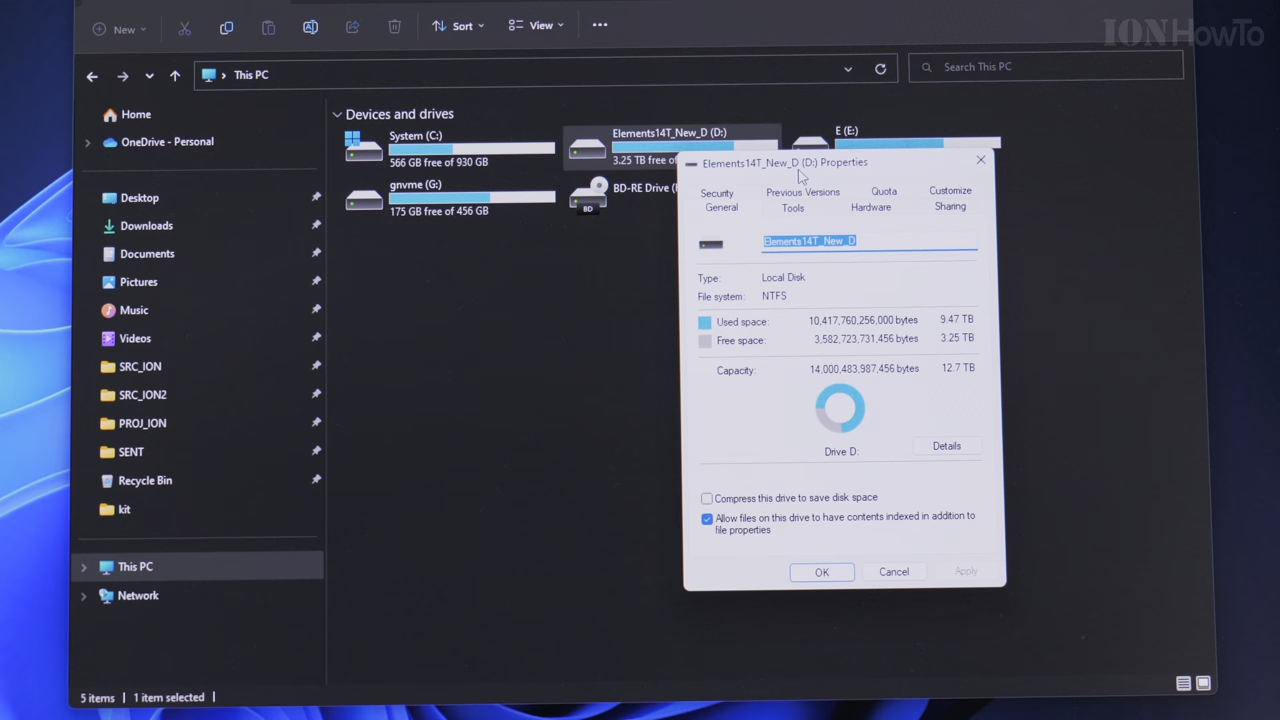 IONHowTo
New
Sort
View
This PC
Search This PC
Home
OneDrive - Personal
Desktop
Downloads
Documents
Pictures
Music
Videos
SRC_ION
SRC_ION2
PROJ_ION
SENT
Recycle Bin
kit
This PC
Network
Devices and drives
System (C:)
566 GB free of 930 GB
Elements14T_New_D (D:)
3.25 TB free of
E (E:)
gnvme (G:)
175 GB free of 456 GB
BD-RE Drive
BD
Elements14T_New_D (D:) Properties
Security Previous Versions Quota Customize
General Tools Hardware Sharing
Elements14T_New_D
Type: Local Disk
File system: NTFS
Used space: 10,417,760,256,000 bytes 9.47 TB
Free space: 3,582,723,731,456 bytes 3.25 TB
Capacity: 14,000,483,987,456 bytes 12.7 TB
Drive D:
Details
Compress this drive to save disk space
Allow files on this drive to have contents indexed in addition to
file properties
OK Cancel Apply
5 items 1 item selected